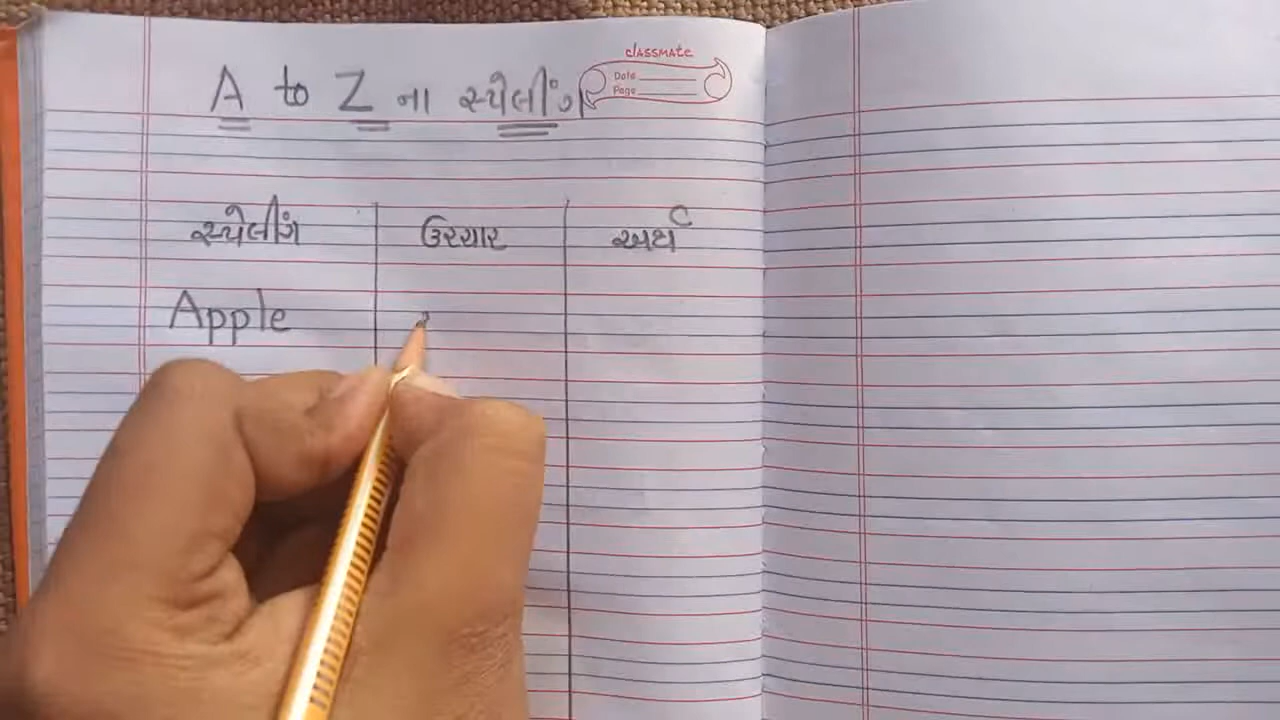 CLASSMATE
Date
Page
A to Z ના સ્પેલીંગ
સ્પેલીંગ ઉચ્ચાર અર્થ
Apple